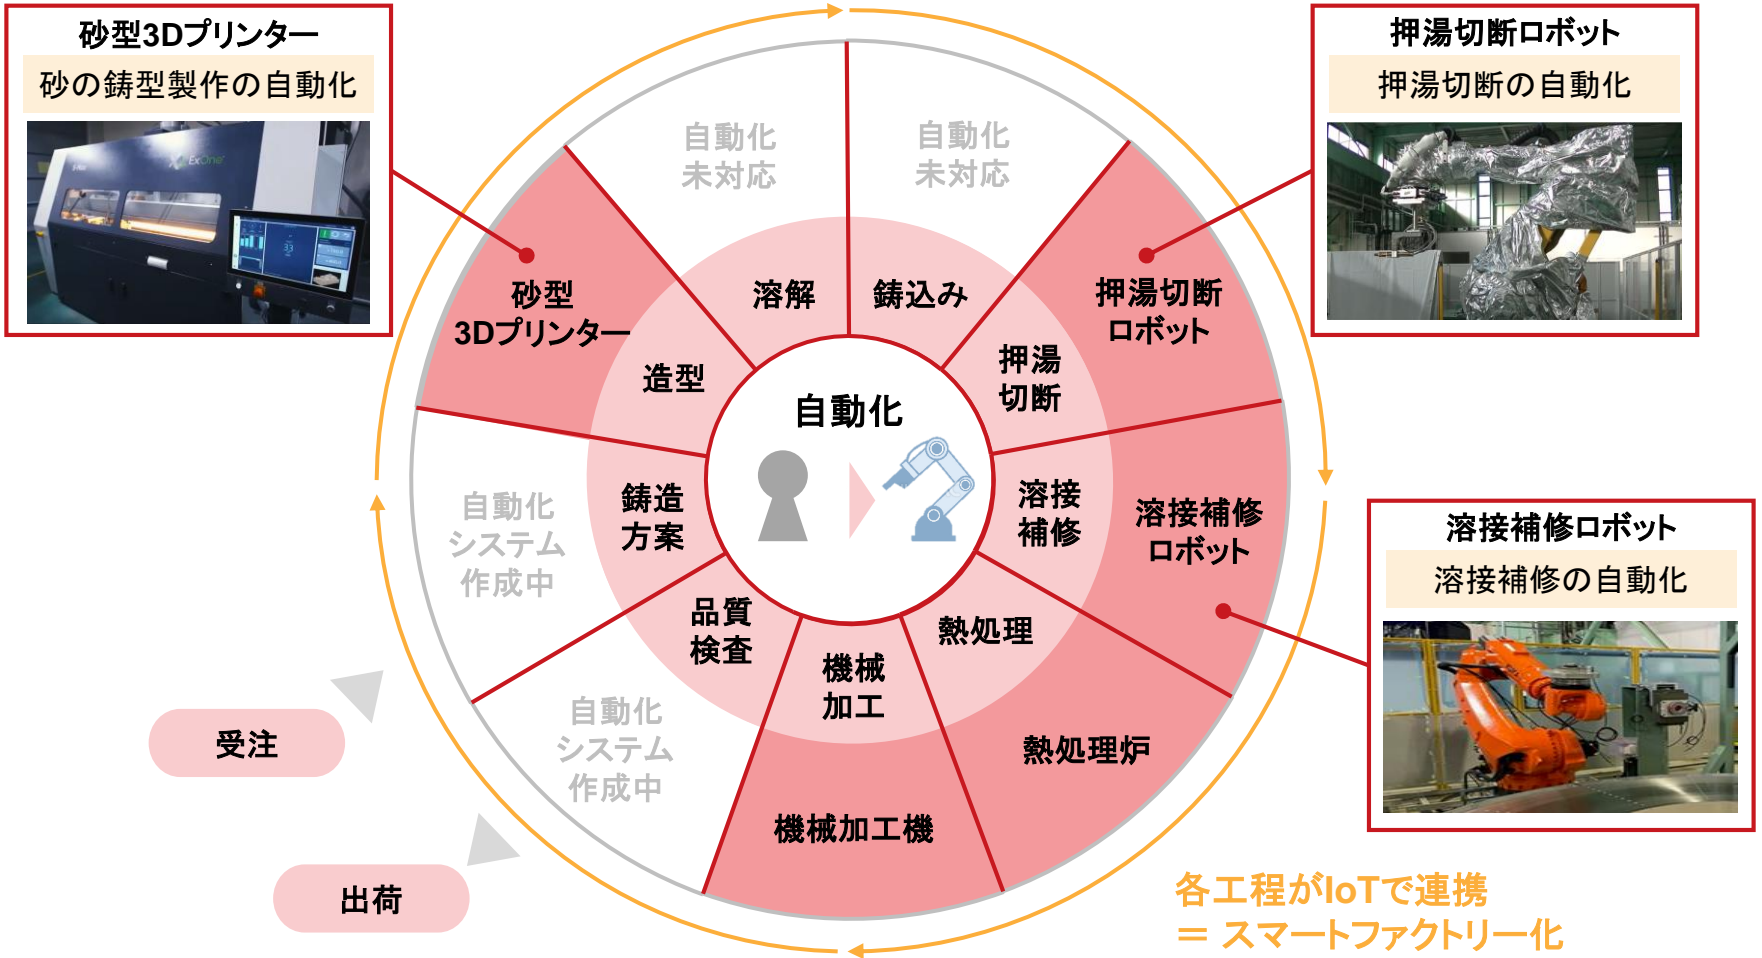 砂型3Dプリンター
砂の鋳型製作の自動化
ExOne
押湯切断ロボット
押湯切断の自動化
自動化
未対応
自動化
未対応
砂型
3Dプリンター
溶解
鋳込み
押湯切断
ロボット
造型
押湯
切断
自動化
自動化
システム
作成中
鋳造
方案
溶接
補修
溶接補修
ロボット
溶接補修ロボット
溶接補修の自動化
品質
検査
機械
加工
熱処理
自動化
システム
作成中
熱処理炉
機械加工機
受注
出荷
各工程がIoTで連携
＝ スマートファクトリー化